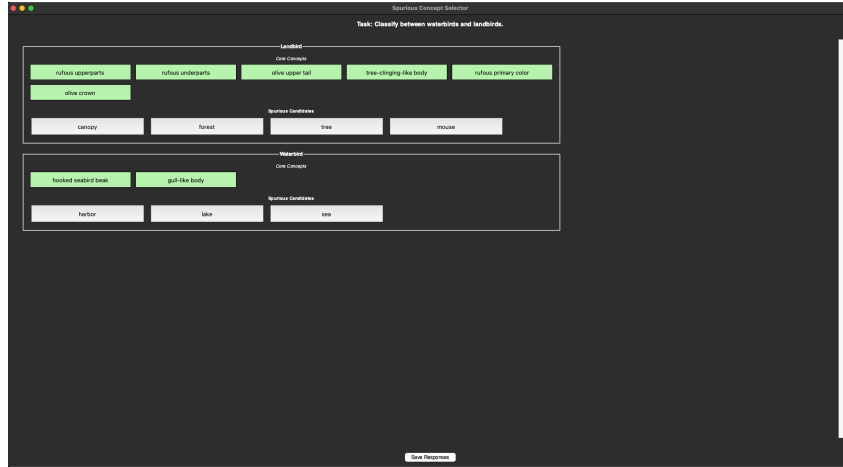 Spurious Concept Selector
Task: Classify between waterbirds and landbirds.
Landbird
Core Concepts
rufous upperparts rufous underparts olive upper tail tree-clinging-like body rufous primary color
olive crown
Spurious Candidates
canopy forest tree mouse
Waterbird
Core Concepts
hooked seabird beak gull-like body
Spurious Candidates
harbor lake sea
Save Responses